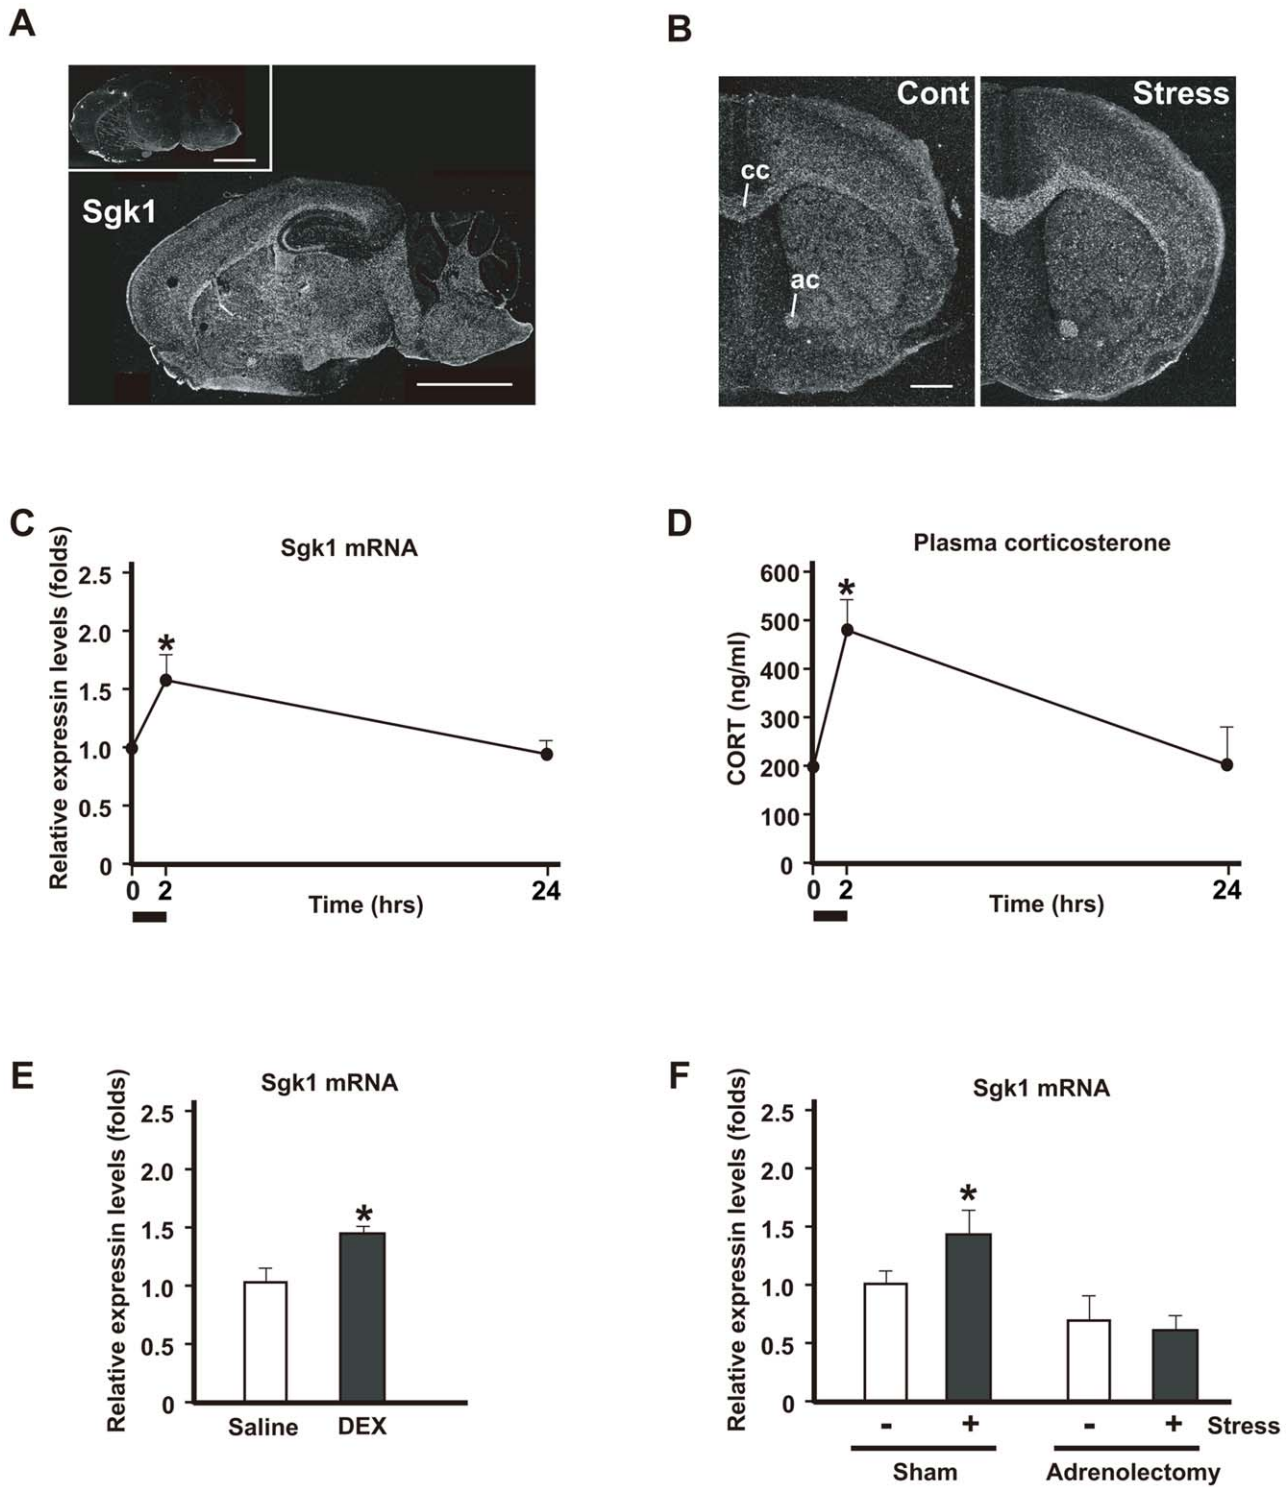 A
Sgk1
B
Cont
Stress
cc
ac
C
Sgk1 mRNA
Relative expressin levels (folds)
2.5
2.0
1.5
1.0
0.5
0
*
0 2 24
Time (hrs)
D
Plasma corticosterone
CORT (ng/ml)
600
500
400
300
200
100
0
*
0 2 24
Time (hrs)
E
Sgk1 mRNA
Relative expressin levels (folds)
2.5
2.0
1.5
1.0
0.5
0
*
Saline DEX
F
Sgk1 mRNA
Relative expressin levels (folds)
2.5
2.0
1.5
1.0
0.5
0
*
- + - + Stress
Sham Adrenolectomy